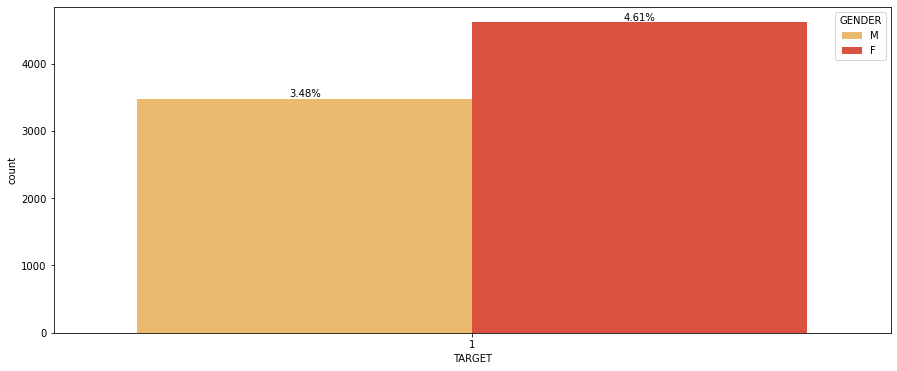 4.61%
GENDER
M
F
3.48%
4000
3000
2000
1000
0
count
1
TARGET